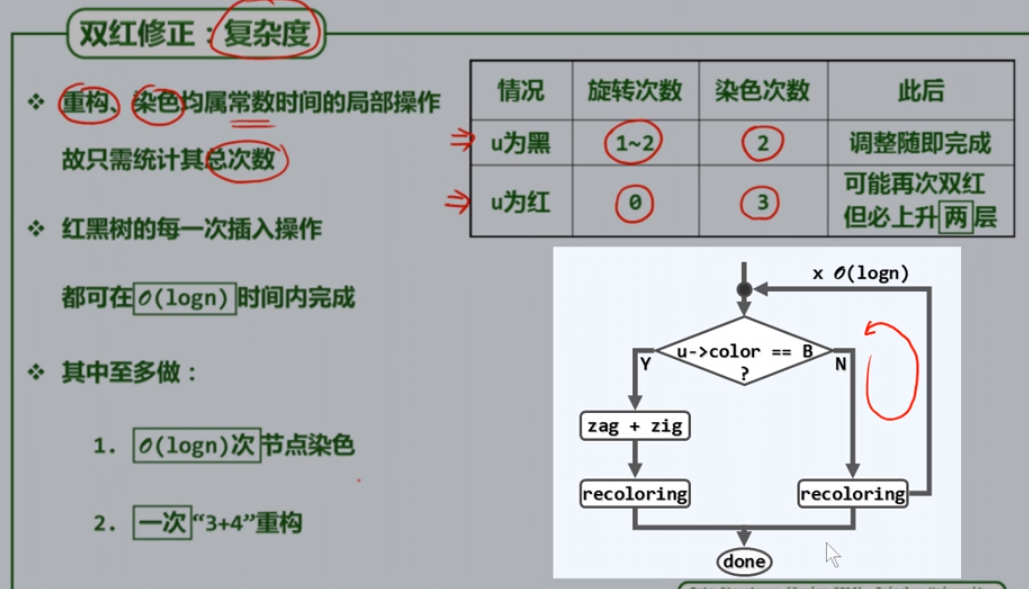 双红修正：复杂度
❖ 重构、染色均属常数时间的局部操作
故只需统计其总次数
❖ 红黑树的每一次插入操作
都可在O(logn)时间内完成
❖ 其中至多做：
1. O(logn)次节点染色
2. 一次“3+4”重构
情况 旋转次数 染色次数 此后
u为黑 1~2 2 调整随即完成
u为红 0 3 可能再次双红
但必上升两层
x O(logn)
u->color == B
?
Y
N
zag + zig
recoloring
recoloring
done